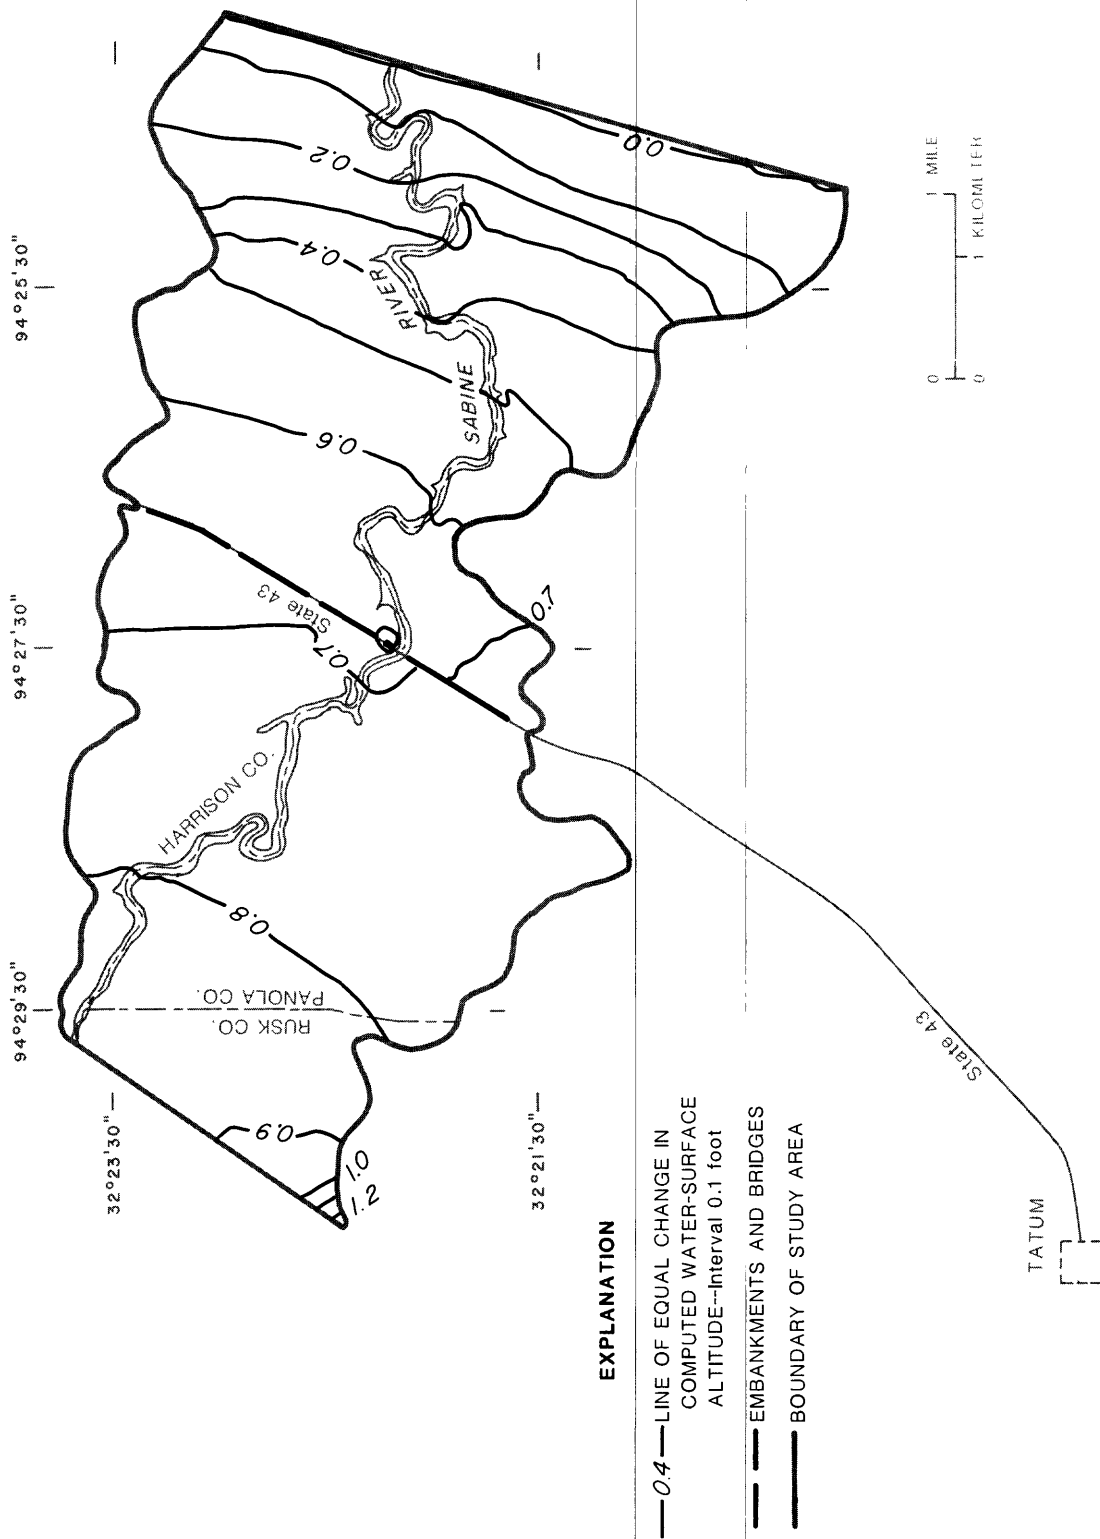 94°29'30"
94°27'30"
94°25'30"
32°23'30"
32°21'30"
HARRISON CO.
RUSK CO.
PANOLA CO.
State 43
SABINE
RIVER
0.9
1.0
1.2
0.8
0.7
0.7
0.6
0.4
0.2
0.0
State 43
TATUM
0 1 MILE
0 1 KILOMETER
EXPLANATION
0.4 LINE OF EQUAL CHANGE IN
COMPUTED WATER-SURFACE
ALTITUDE--Interval 0.1 foot
EMBANKMENTS AND BRIDGES
BOUNDARY OF STUDY AREA